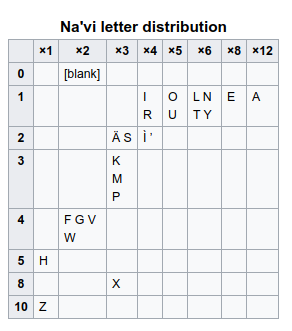 Na'vi letter distribution
×1 ×2 ×3 ×4 ×5 ×6 ×8 ×12
0 [blank]
1 I R O U L N T Y E A
2 Ä S Ì ’
3 K M P
4 F G V W
5 H
8 X
10 Z